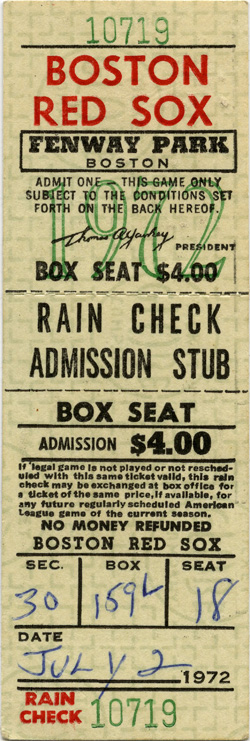 10719
BOSTON
RED SOX
FENWAY PARK
BOSTON
ADMIT ONE - THIS GAME ONLY
SUBJECT TO THE CONDITIONS SET
FORTH ON THE BACK HEREOF.
1972
Thomas A Yawkey
PRESIDENT
BOX SEAT $4.00
RAIN CHECK
ADMISSION STUB
BOX SEAT
ADMISSION $4.00
If legal game is not played or not resched-
uled with this same ticket valid, this rain
check may be exchanged at box office for
a ticket of the same price, if available, for
any future regularly scheduled American
League game of the current season.
NO MONEY REFUNDED
BOSTON RED SOX
SEC. BOX SEAT
30 159L 18
DATE
JULY 2 1972
RAIN
CHECK 10719